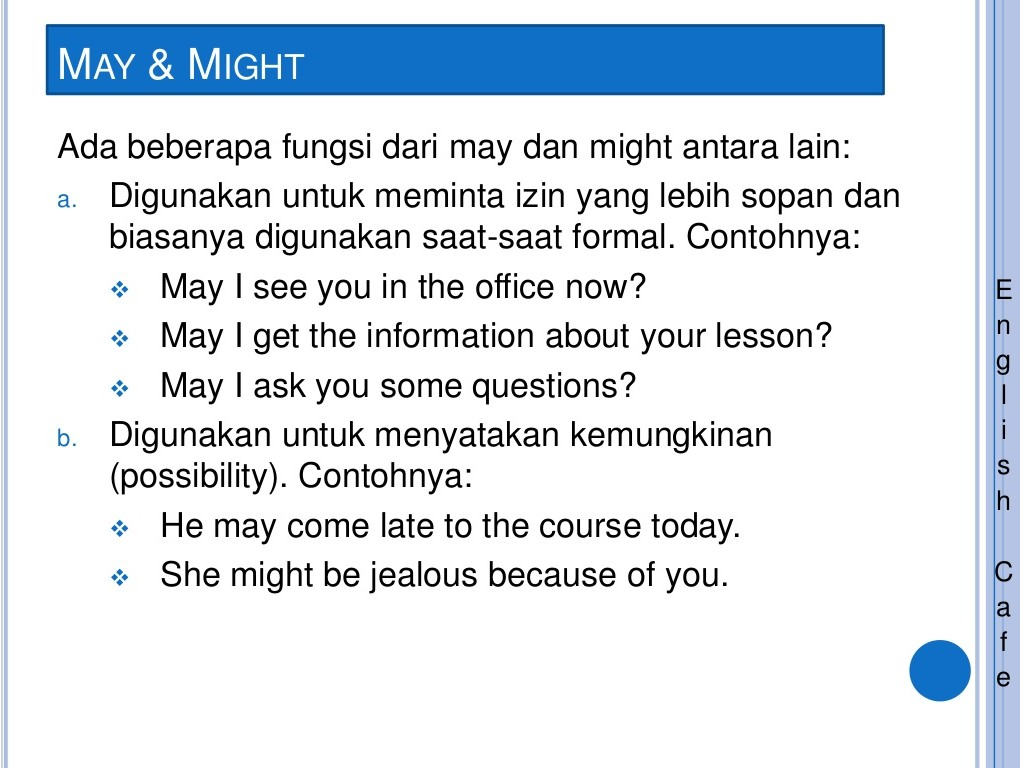 MAY & MIGHT
Ada beberapa fungsi dari may dan might antara lain:
a. Digunakan untuk meminta izin yang lebih sopan dan
biasanya digunakan saat-saat formal. Contohnya:
❖ May I see you in the office now?
❖ May I get the information about your lesson?
❖ May I ask you some questions?
b. Digunakan untuk menyatakan kemungkinan
(possibility). Contohnya:
❖ He may come late to the course today.
❖ She might be jealous because of you.
English Cafe